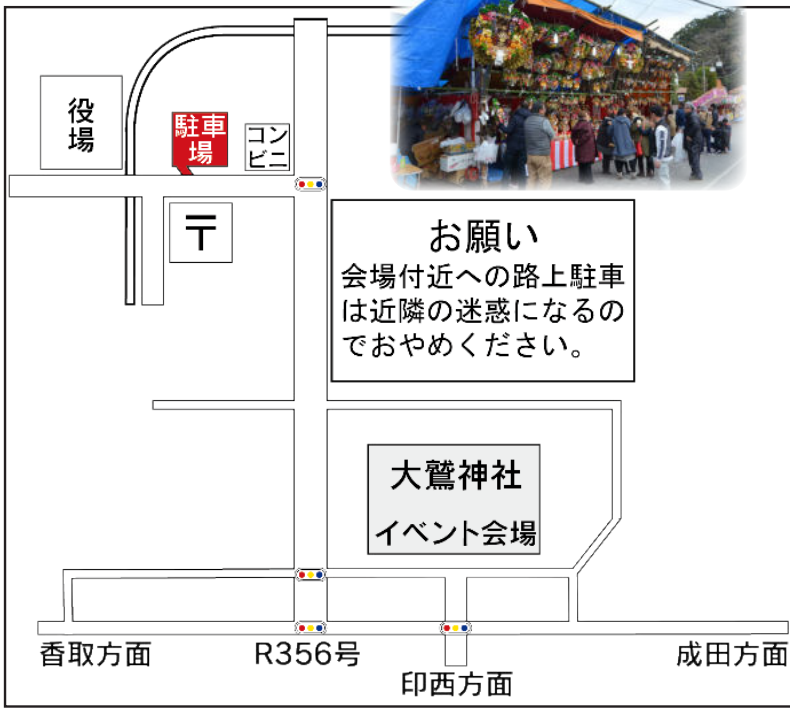 役
場
駐車
場
コン
ビニ
〒
お願い
会場付近への路上駐車
は近隣の迷惑になるの
でおやめください。
大鷲神社
イベント会場
香取方面
R356号
成田方面
印西方面